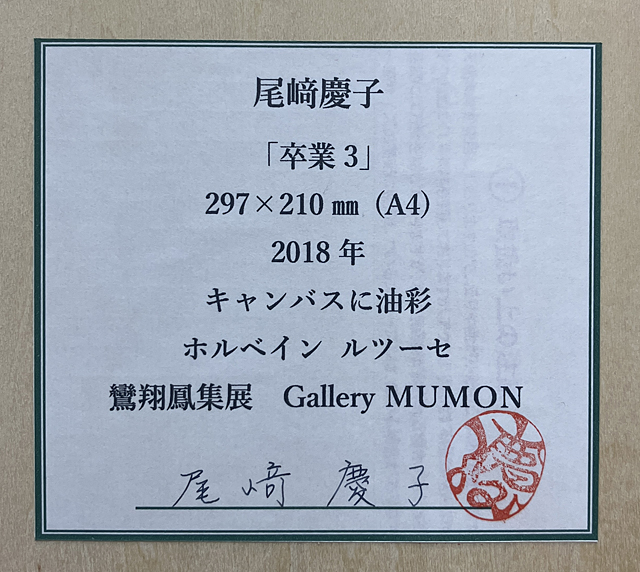 尾﨑慶子
「卒業 3」
297×210 ㎜（A4）
2018 年
キャンバスに油彩
ホルベイン ルツーセ
鸞翔鳳集展　Gallery MUMON
尾﨑慶子